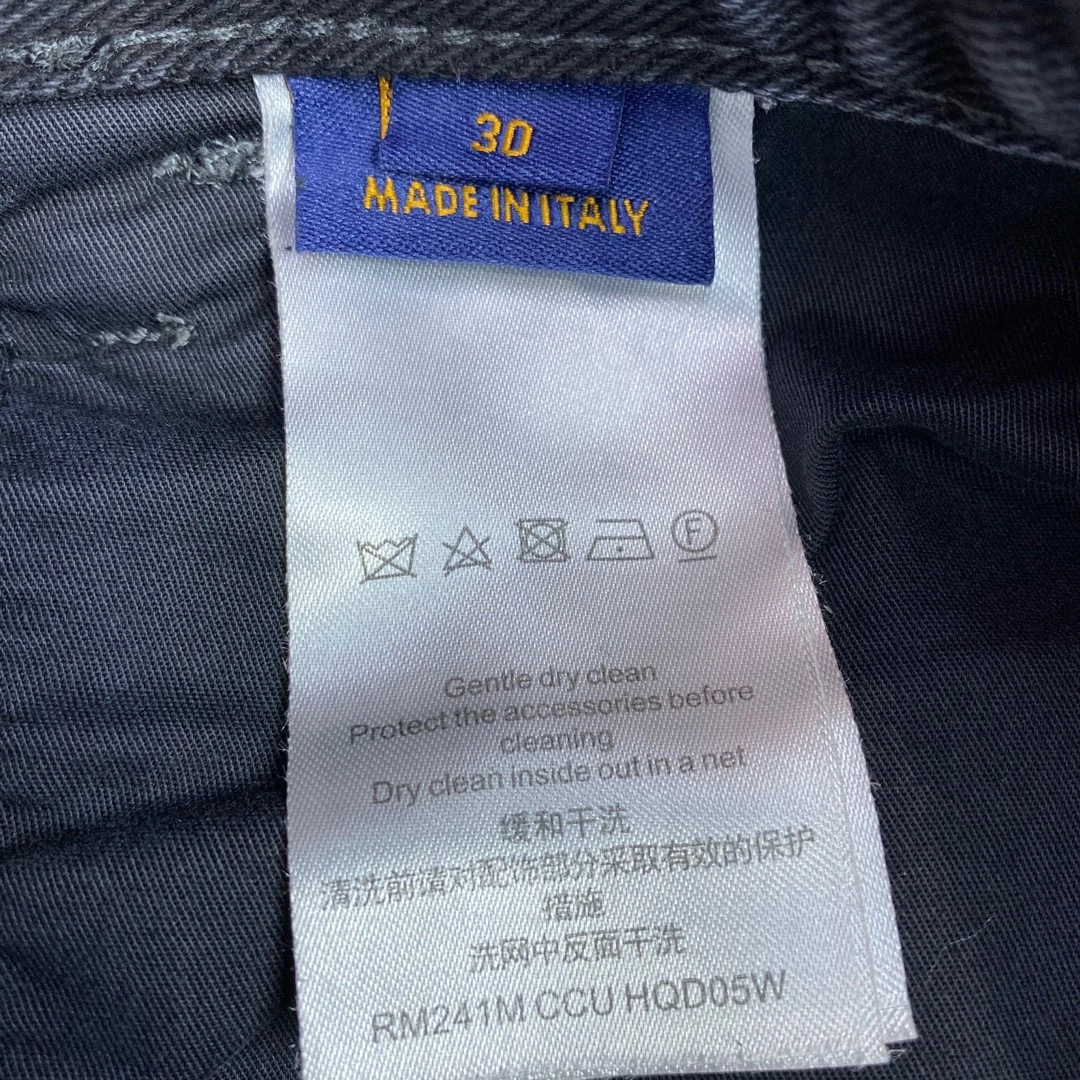 30
MADE IN ITALY
F
Gentle dry clean
Protect the accessories before
cleaning
Dry clean inside out in a net
缓和干洗
清洗前请对配饰部分采取有效的保护
措施
洗网中反面干洗
RM241M CCU HQD05W